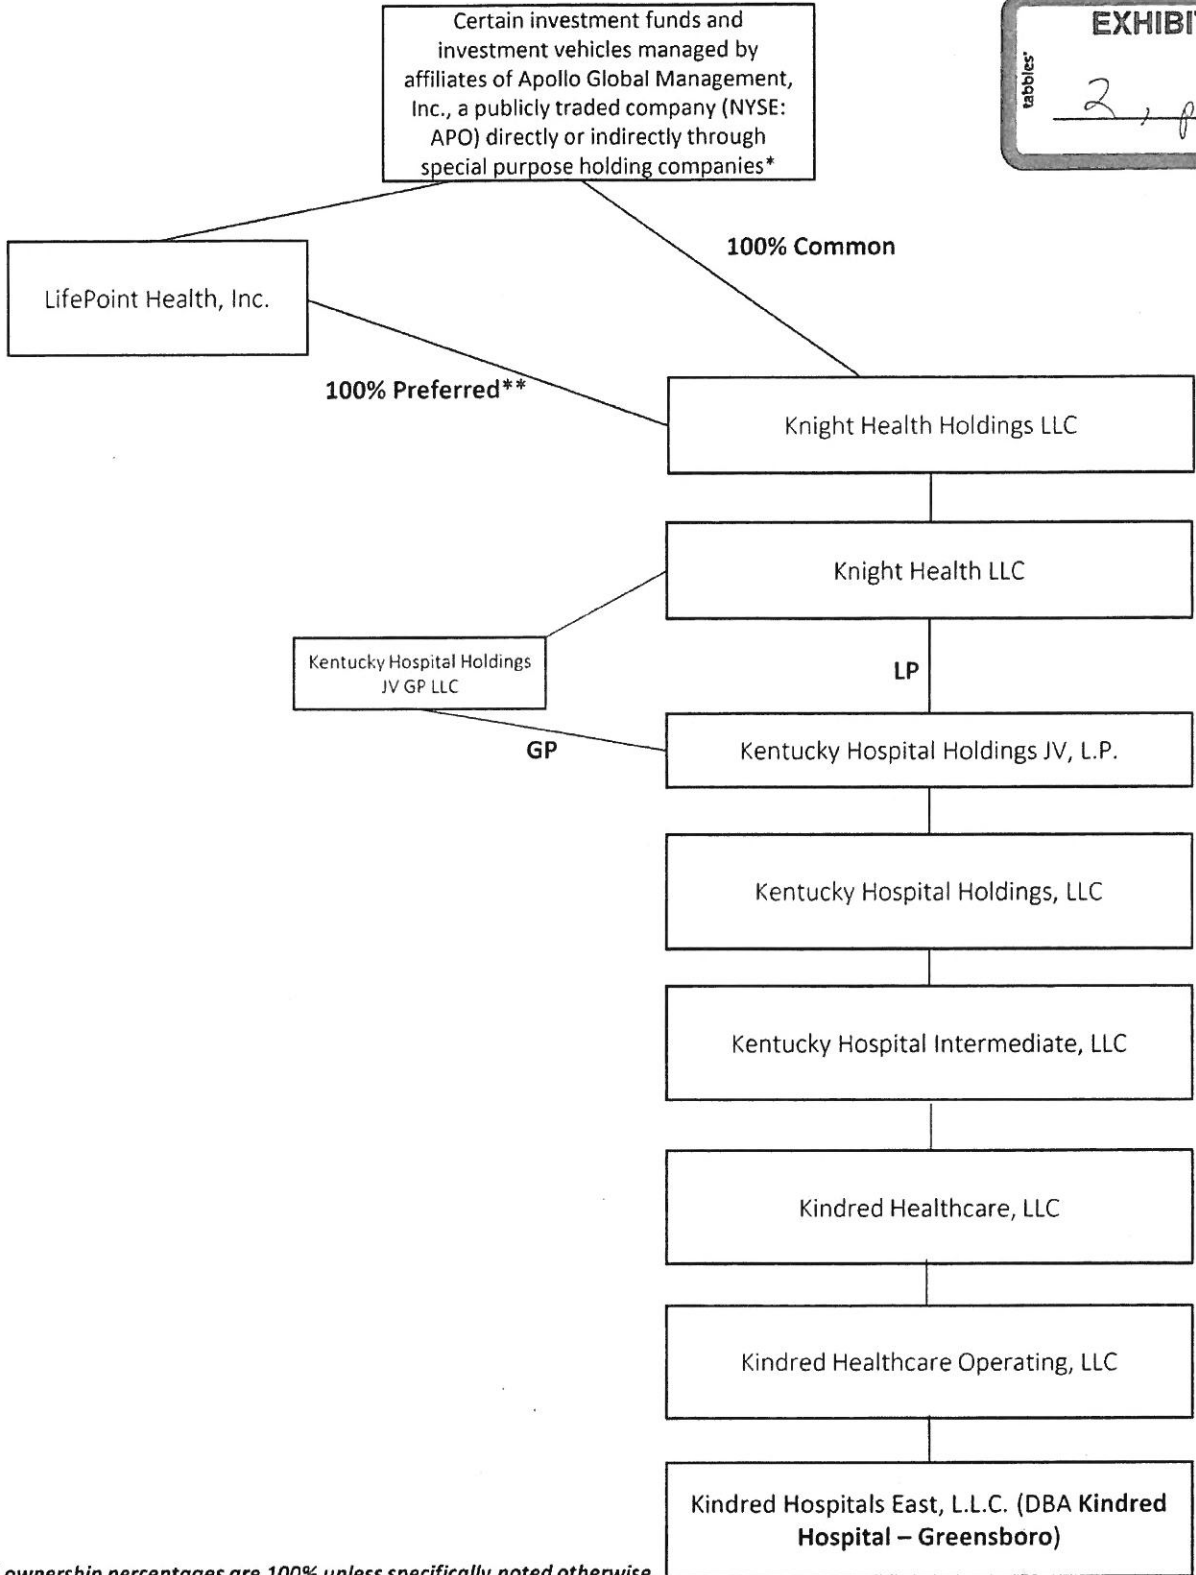 Certain investment funds and
investment vehicles managed by
affiliates of Apollo Global Management,
Inc., a publicly traded company (NYSE:
APO) directly or indirectly through
special purpose holding companies*
EXHIBI
tabbies'
2, p
LifePoint Health, Inc.
100% Common
100% Preferred**
Knight Health Holdings LLC
Knight Health LLC
Kentucky Hospital Holdings
JV GP LLC
LP
GP
Kentucky Hospital Holdings JV, L.P.
Kentucky Hospital Holdings, LLC
Kentucky Hospital Intermediate, LLC
Kindred Healthcare, LLC
Kindred Healthcare Operating, LLC
Kindred Hospitals East, L.L.C. (DBA Kindred
Hospital – Greensboro)
ownership percentages are 100% unless specifically noted otherwise